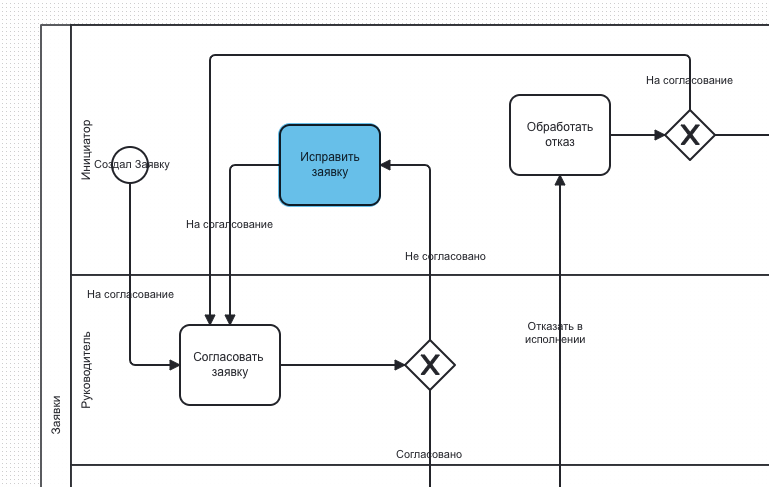 Заявки
Инициатор
Создал Заявку
На согласование
Исправить
заявку
Обработать
отказ
На согалсование
Не согласовано
На согласование
Руководитель
Согласовать
заявку
Отказать в
исполнении
Согласовано